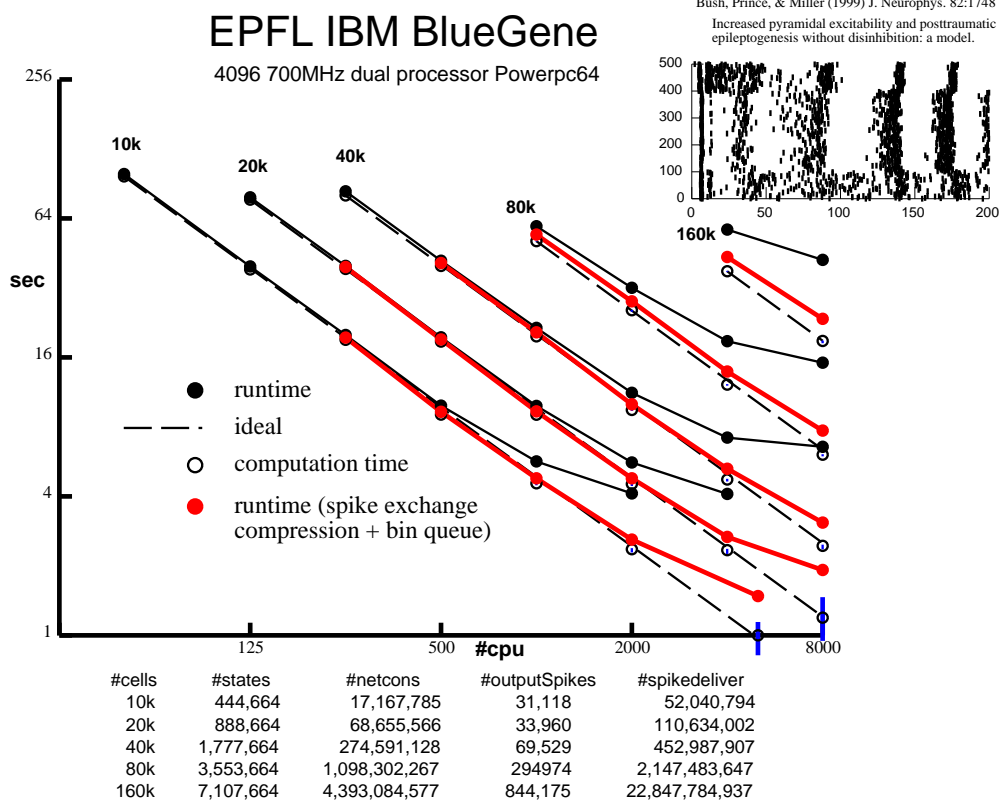 Bush, Prince, & Miller (1999) J. Neurophys. 82:1748
EPFL IBM BlueGene
Increased pyramidal excitability and posttraumatic
epileptogenesis without disinhibition: a model.
4096 700MHz dual processor Powerpc64
500
400
300
200
100
0
0 50 100 150 200
256
64
sec
16
4
1
10k
20k
40k
80k
160k
runtime
ideal
computation time
runtime (spike exchange
compression + bin queue)
125 500 2000 8000
#cpu
#cells #states #netcons #outputSpikes #spikedeliver
10k 444,664 17,167,785 31,118 52,040,794
20k 888,664 68,655,566 33,960 110,634,002
40k 1,777,664 274,591,128 69,529 452,987,907
80k 3,553,664 1,098,302,267 294974 2,147,483,647
160k 7,107,664 4,393,084,577 844,175 22,847,784,937